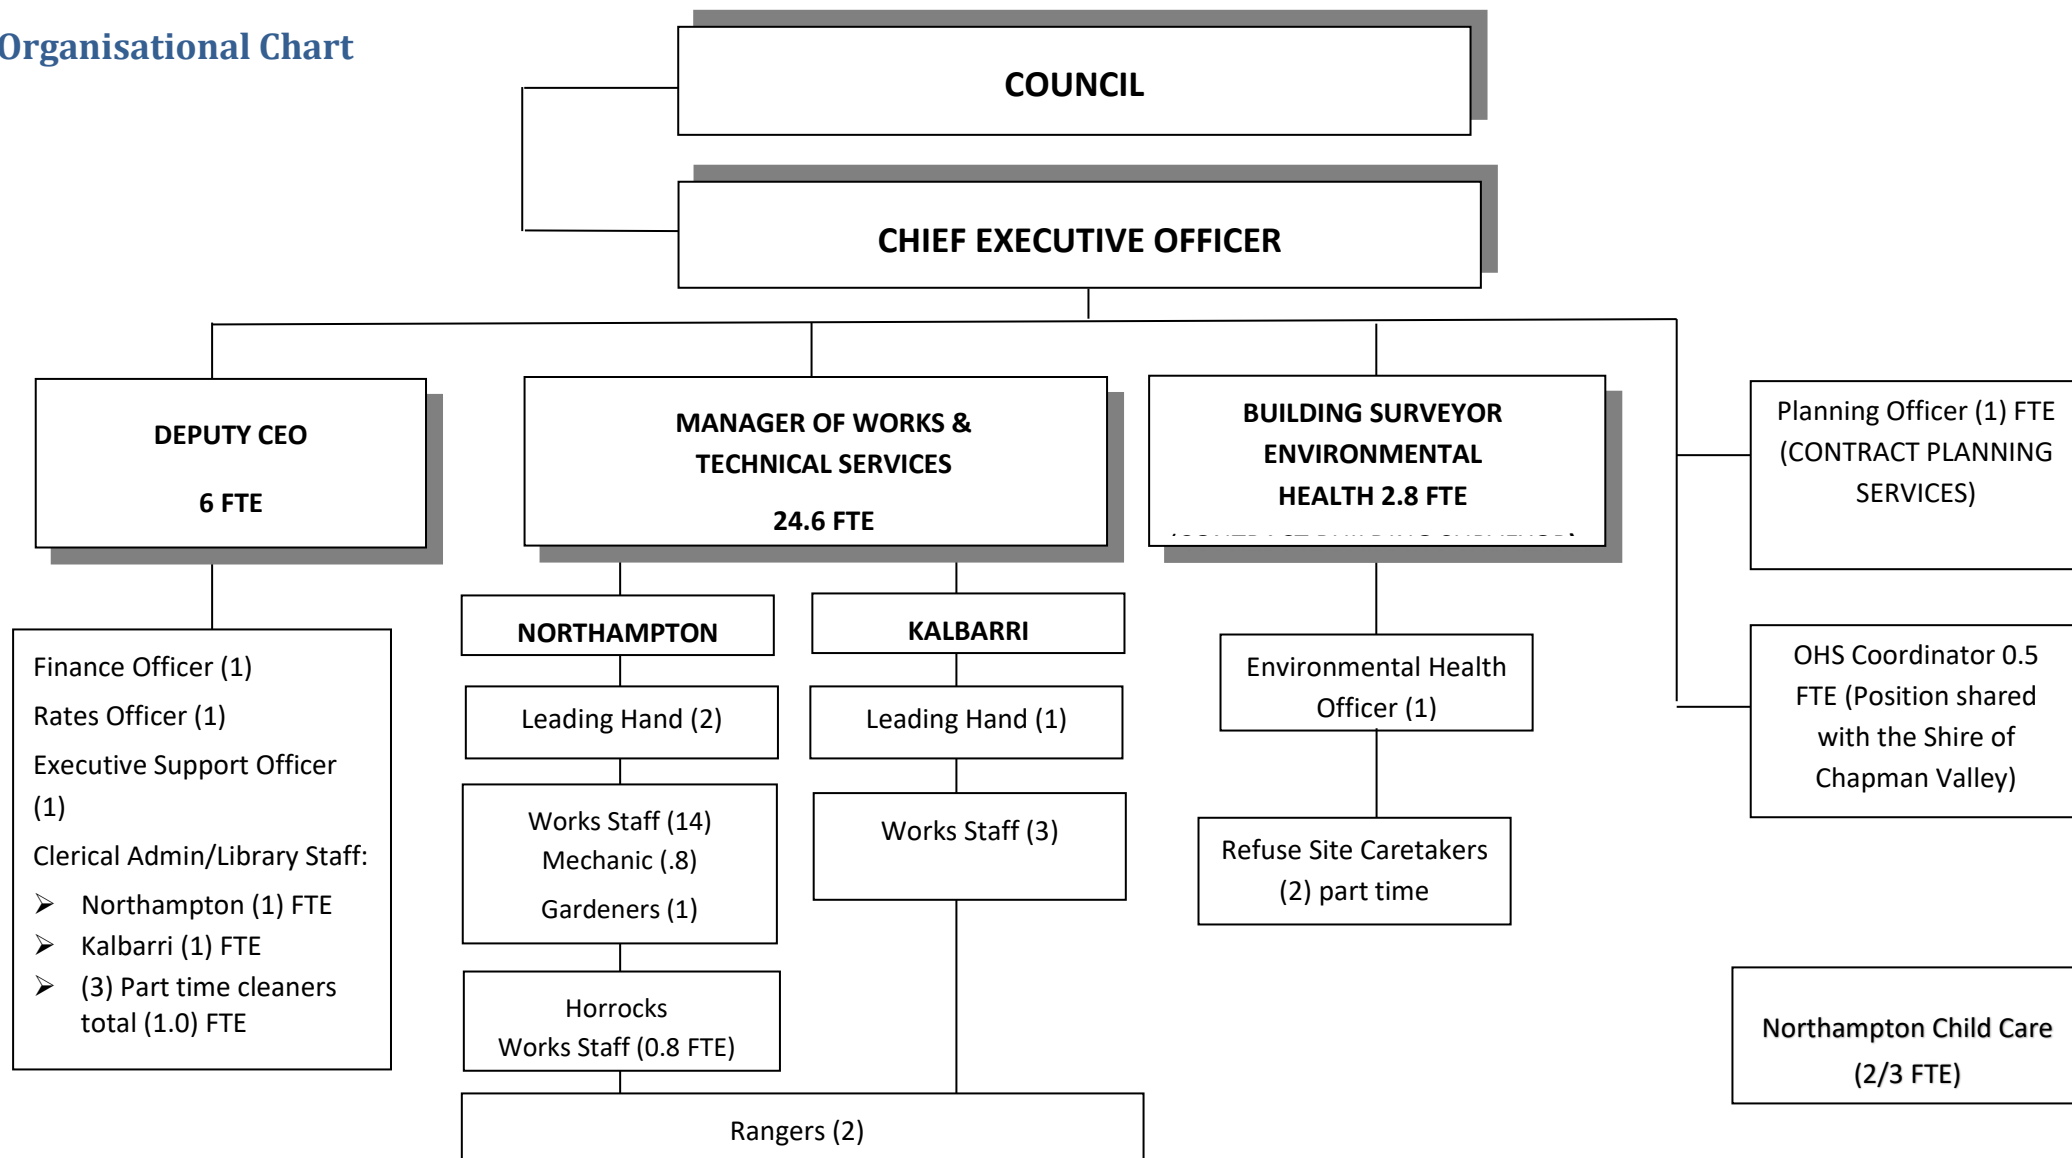 Organisational Chart
COUNCIL
CHIEF EXECUTIVE OFFICER
DEPUTY CEO
6 FTE
MANAGER OF WORKS &
TECHNICAL SERVICES
24.6 FTE
BUILDING SURVEYOR
ENVIRONMENTAL
HEALTH 2.8 FTE
Planning Officer (1) FTE
(CONTRACT PLANNING
SERVICES)
Finance Officer (1)
Rates Officer (1)
Executive Support Officer
(1)
Clerical Admin/Library Staff:
➢ Northampton (1) FTE
➢ Kalbarri (1) FTE
➢ (3) Part time cleaners
total (1.0) FTE
NORTHAMPTON
Leading Hand (2)
Works Staff (14)
Mechanic (.8)
Gardeners (1)
Horrocks
Works Staff (0.8 FTE)
KALBARRI
Leading Hand (1)
Works Staff (3)
Rangers (2)
Environmental Health
Officer (1)
Refuse Site Caretakers
(2) part time
OHS Coordinator 0.5
FTE (Position shared
with the Shire of
Chapman Valley)
Northampton Child Care
(2/3 FTE)